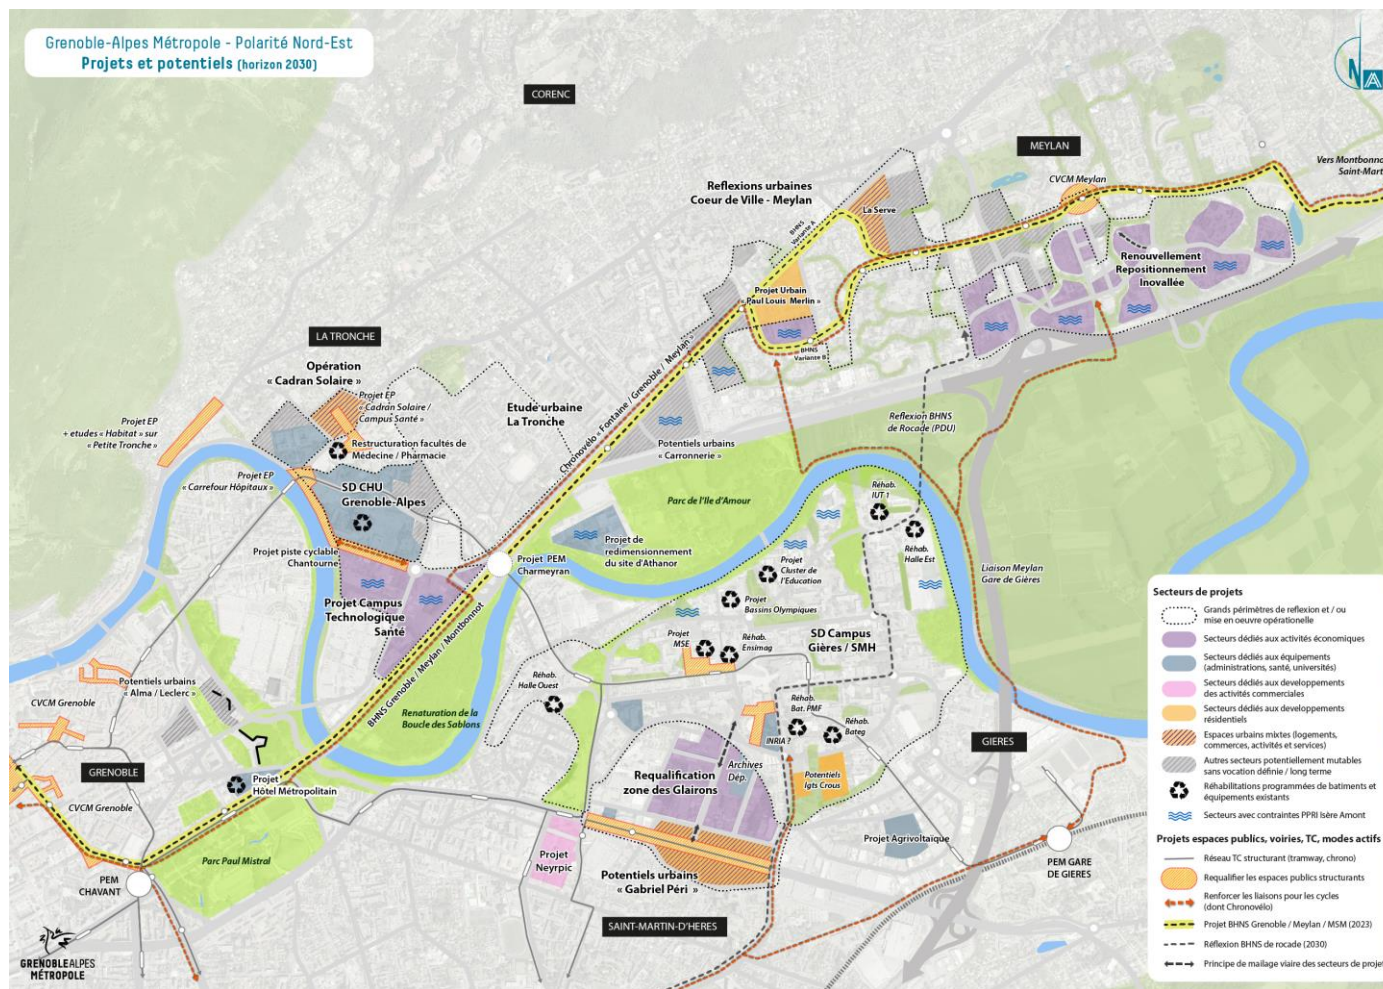 Grenoble-Alpes Métropole - Polarité Nord-Est
Projets et potentiels (horizon 2030)
N
CORENC
MEYLAN
Vers Montbonno
Saint-Mart
CVCM Meylan
Reflexions urbaines
Coeur de Ville - Meylan
BHNS
Variante A
La Serve
Renouvellement
Repositionnement
Inovallée
Projet Urbain
« Paul Louis Merlin »
BHNS
Variante B
LA TRONCHE
Opération
« Cadran Solaire »
Projet EP
« Cadran Solaire /
Campus Santé »
Projet EP
+ etudes « Habitat » sur
« Petite Tronche »
Restructuration facultés de
Médecine / Pharmacie
Etude urbaine
La Tronche
Chronovélo « Fontaine / Grenoble / Meylan »
Potentiels urbains
« Carronnerie »
Reflexion BHNS
de Rocade (PDU)
Projet EP
« Carrefour Hôpitaux »
SD CHU
Grenoble-Alpes
Parc de l'Ile d'Amour
Réhab.
IUT 1
Réhab.
Halle Est
Projet piste cyclable
Chantourne
Projet PEM
Charmeyran
Projet de
redimensionnement
du site d'Athanor
Projet
Cluster de
l'Education
Projet
Bassins Olympiques
Liaison Meylan
Gare de Gières
Projet Campus
Technologique
Santé
Projet
MSE
Réhab.
Ensimag
SD Campus
Gières / SMH
BHNS Grenoble / Meylan / Montbonnot
Potentiels urbains
« Alma / Leclerc »
CVCM Grenoble
Réhab.
Halle Ouest
Renaturation de la
Boucle des Sablons
Réhab.
Bat. PMF
Réhab.
Bateg
INRIA ?
GIERES
GRENOBLE
Projet
Hôtel Métropolitain
Requalification
zone des Glairons
Archives
Dép.
Potentiels
lgts Crous
CVCM Grenoble
Parc Paul Mistral
Projet
Neyrpic
Projet Agrivoltaïque
PEM
CHAVANT
Potentiels urbains
« Gabriel Péri »
PEM GARE
DE GIERES
SAINT-MARTIN-D'HERES
GRENOBLEALPES
MÉTROPOLE
Secteurs de projets
Grands périmètres de reflexion et / ou
mise en oeuvre opérationelle
Secteurs dédiés aux activités économiques
Secteurs dédiés aux équipements
(administrations, santé, universités)
Secteurs dédiés aux developpements
des activités commerciales
Secteurs dédiés aux developpements
résidentiels
Espaces urbains mixtes (logements,
commerces, activités et services)
Autres secteurs potentiellement mutables
sans vocation définie / long terme
Réhabilitations programmées de batiments et
équipements existants
Secteurs avec contraintes PPRI Isère Amont
Projets espaces publics, voiries, TC, modes actifs
Réseau TC structurant (tramway, chrono)
Requalifier les espaces publics structurants
Renforcer les liaisons pour les cycles
(dont Chronovélo)
Projet BHNS Grenoble / Meylan / MSM (2023)
Réflexion BHNS de rocade (2030)
Principe de mailage viaire des secteurs de projet